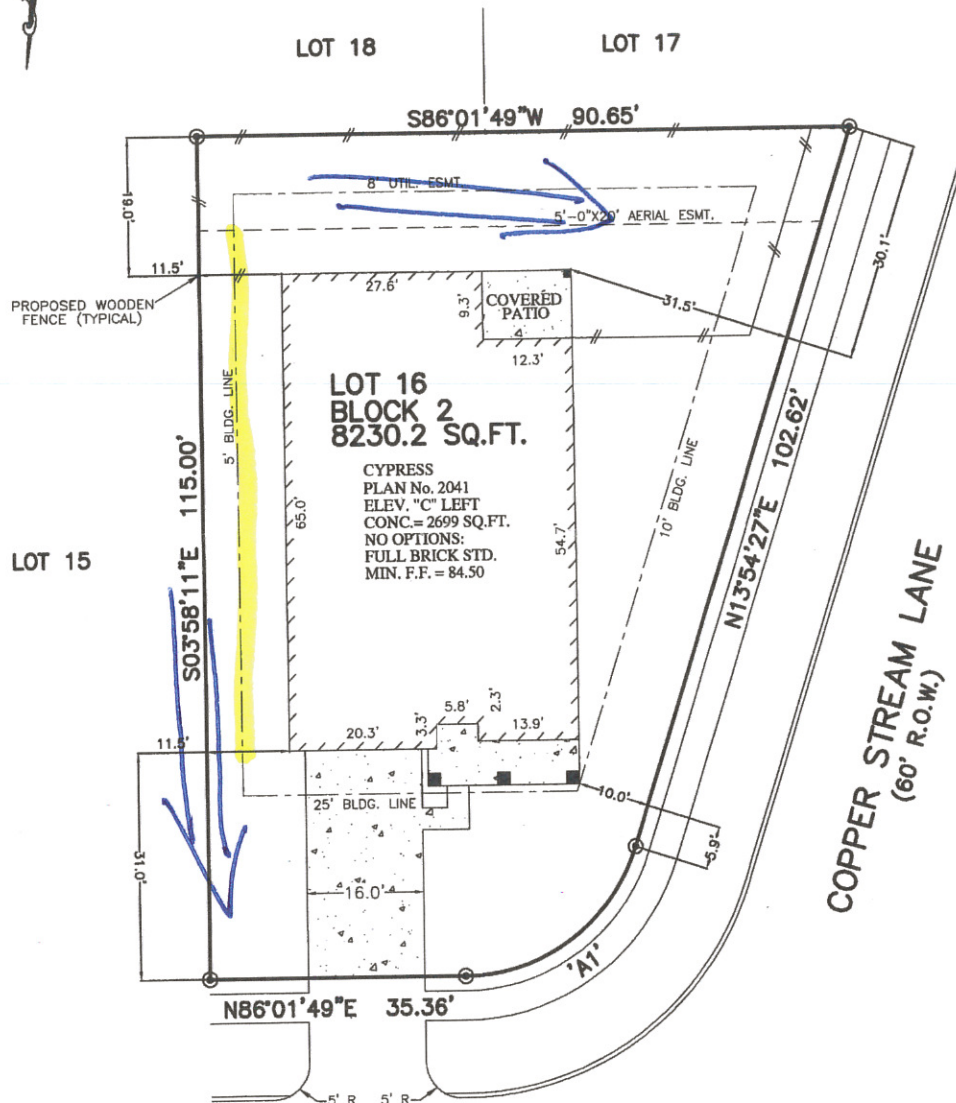 LOT 18
LOT 17
S86°01'49"W 90.65'
19.0'
8' UTIL. ESMT
5'-0"X20' AERIAL ESMT.
30.1'
11.5'
27.6'
9.3'
COVERED
PATIO
31.5'
PROPOSED WOODEN
FENCE (TYPICAL)
12.3'
LOT 16
BLOCK 2
8230.2 SQ.FT.
5' BLDG. LINE
10' BLDG. LINE
N13°54'27"E 102.62'
CYPRESS
PLAN No. 2041
ELEV. "C" LEFT
CONC.= 2699 SQ.FT.
NO OPTIONS:
FULL BRICK STD.
MIN. F.F. = 84.50
65.0'
54.7'
S03°58'11"E 115.00'
LOT 15
COPPER STREAM LANE
(60' R.O.W.)
5.8'
2.3'
3.3'
20.3'
13.9'
11.5'
25' BLDG. LINE
10.0'
5.9'
31.0'
16.0'
'A1'
N86°01'49"E 35.36'
5' R
5' R